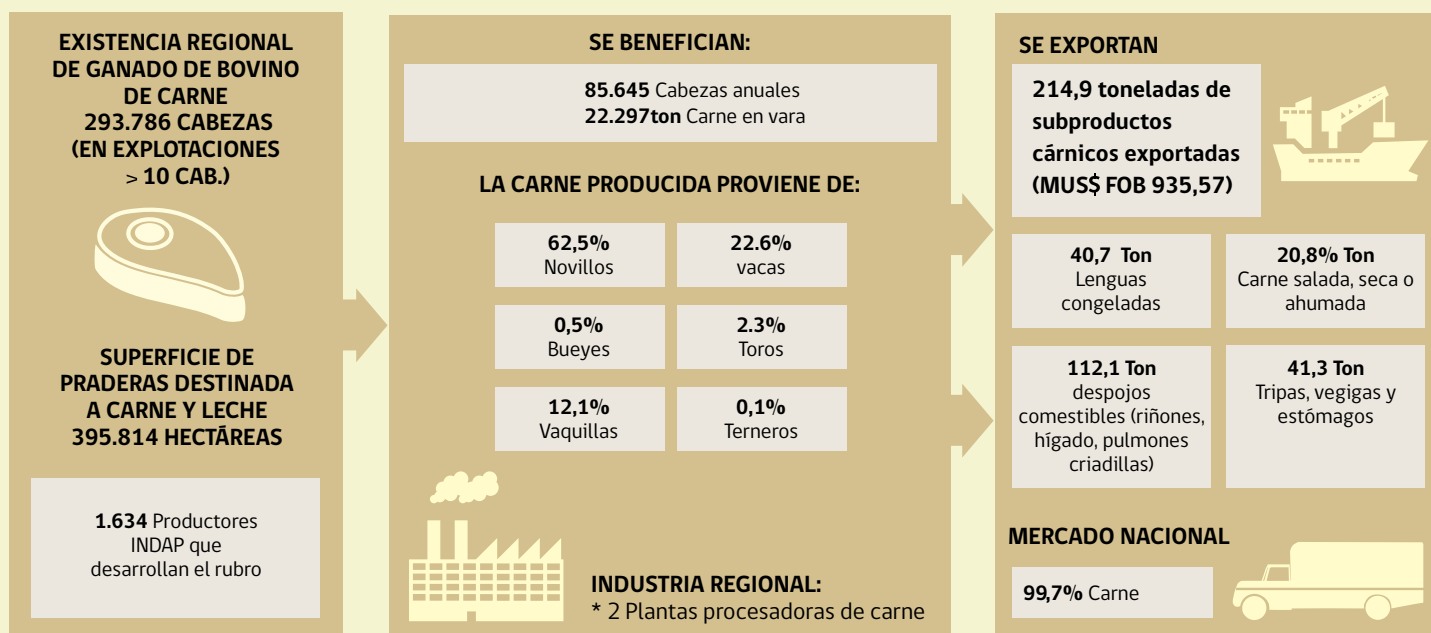 EXISTENCIA REGIONAL
DE GANADO DE BOVINO
DE CARNE
293.786 CABEZAS
(EN EXPLOTACIONES
> 10 CAB.)
SUPERFICIE DE
PRADERAS DESTINADA
A CARNE Y LECHE
395.814 HECTÁREAS
1.634 Productores
INDAP que
desarrollan el rubro
SE BENEFICIAN:
85.645 Cabezas anuales
22.297ton Carne en vara
LA CARNE PRODUCIDA PROVIENE DE:
62,5%
Novillos
22.6%
vacas
0,5%
Bueyes
2.3%
Toros
12,1%
Vaquillas
0,1%
Terneros
INDUSTRIA REGIONAL:
* 2 Plantas procesadoras de carne
SE EXPORTAN
214,9 toneladas de
subproductos
cárnicos exportadas
(MUS$ FOB 935,57)
40,7 Ton
Lenguas
congeladas
20,8% Ton
Carne salada, seca o
ahumada
112,1 Ton
despojos
comestibles (riñones,
hígado, pulmones
criadillas)
41,3 Ton
Tripas, vegigas y
estómagos
MERCADO NACIONAL
99,7% Carne